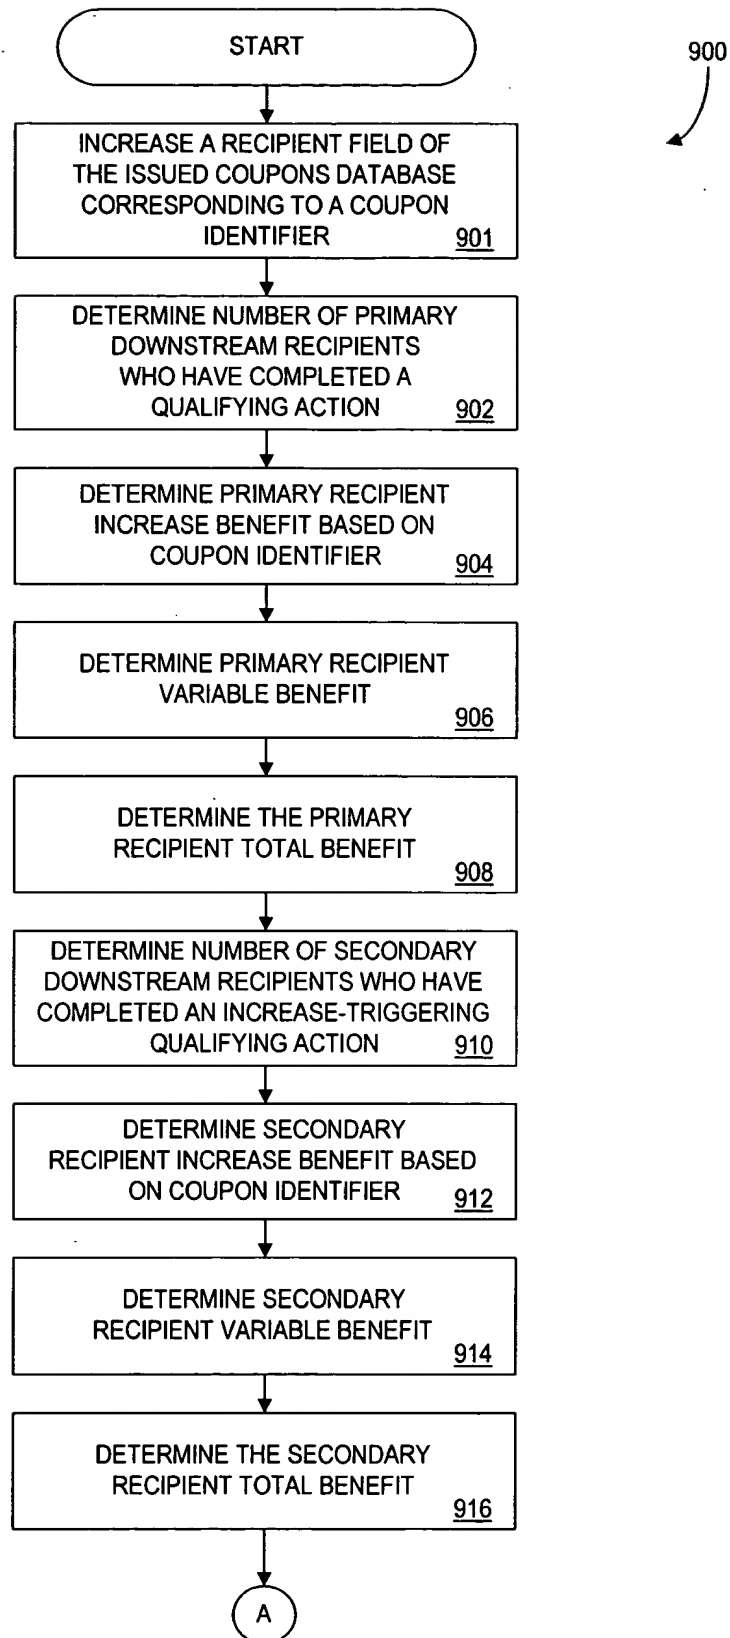 START
900
INCREASE A RECIPIENT FIELD OF
THE ISSUED COUPONS DATABASE
CORRESPONDING TO A COUPON
IDENTIFIER 901
DETERMINE NUMBER OF PRIMARY
DOWNSTREAM RECIPIENTS
WHO HAVE COMPLETED A
QUALIFYING ACTION 902
DETERMINE PRIMARY RECIPIENT
INCREASE BENEFIT BASED ON
COUPON IDENTIFIER 904
DETERMINE PRIMARY RECIPIENT
VARIABLE BENEFIT 906
DETERMINE THE PRIMARY
RECIPIENT TOTAL BENEFIT
908
DETERMINE NUMBER OF SECONDARY
DOWNSTREAM RECIPIENTS WHO HAVE
COMPLETED AN INCREASE-TRIGGERING
QUALIFYING ACTION 910
DETERMINE SECONDARY
RECIPIENT INCREASE BENEFIT BASED
ON COUPON IDENTIFIER 912
DETERMINE SECONDARY
RECIPIENT VARIABLE BENEFIT
914
DETERMINE THE SECONDARY
RECIPIENT TOTAL BENEFIT
916
A